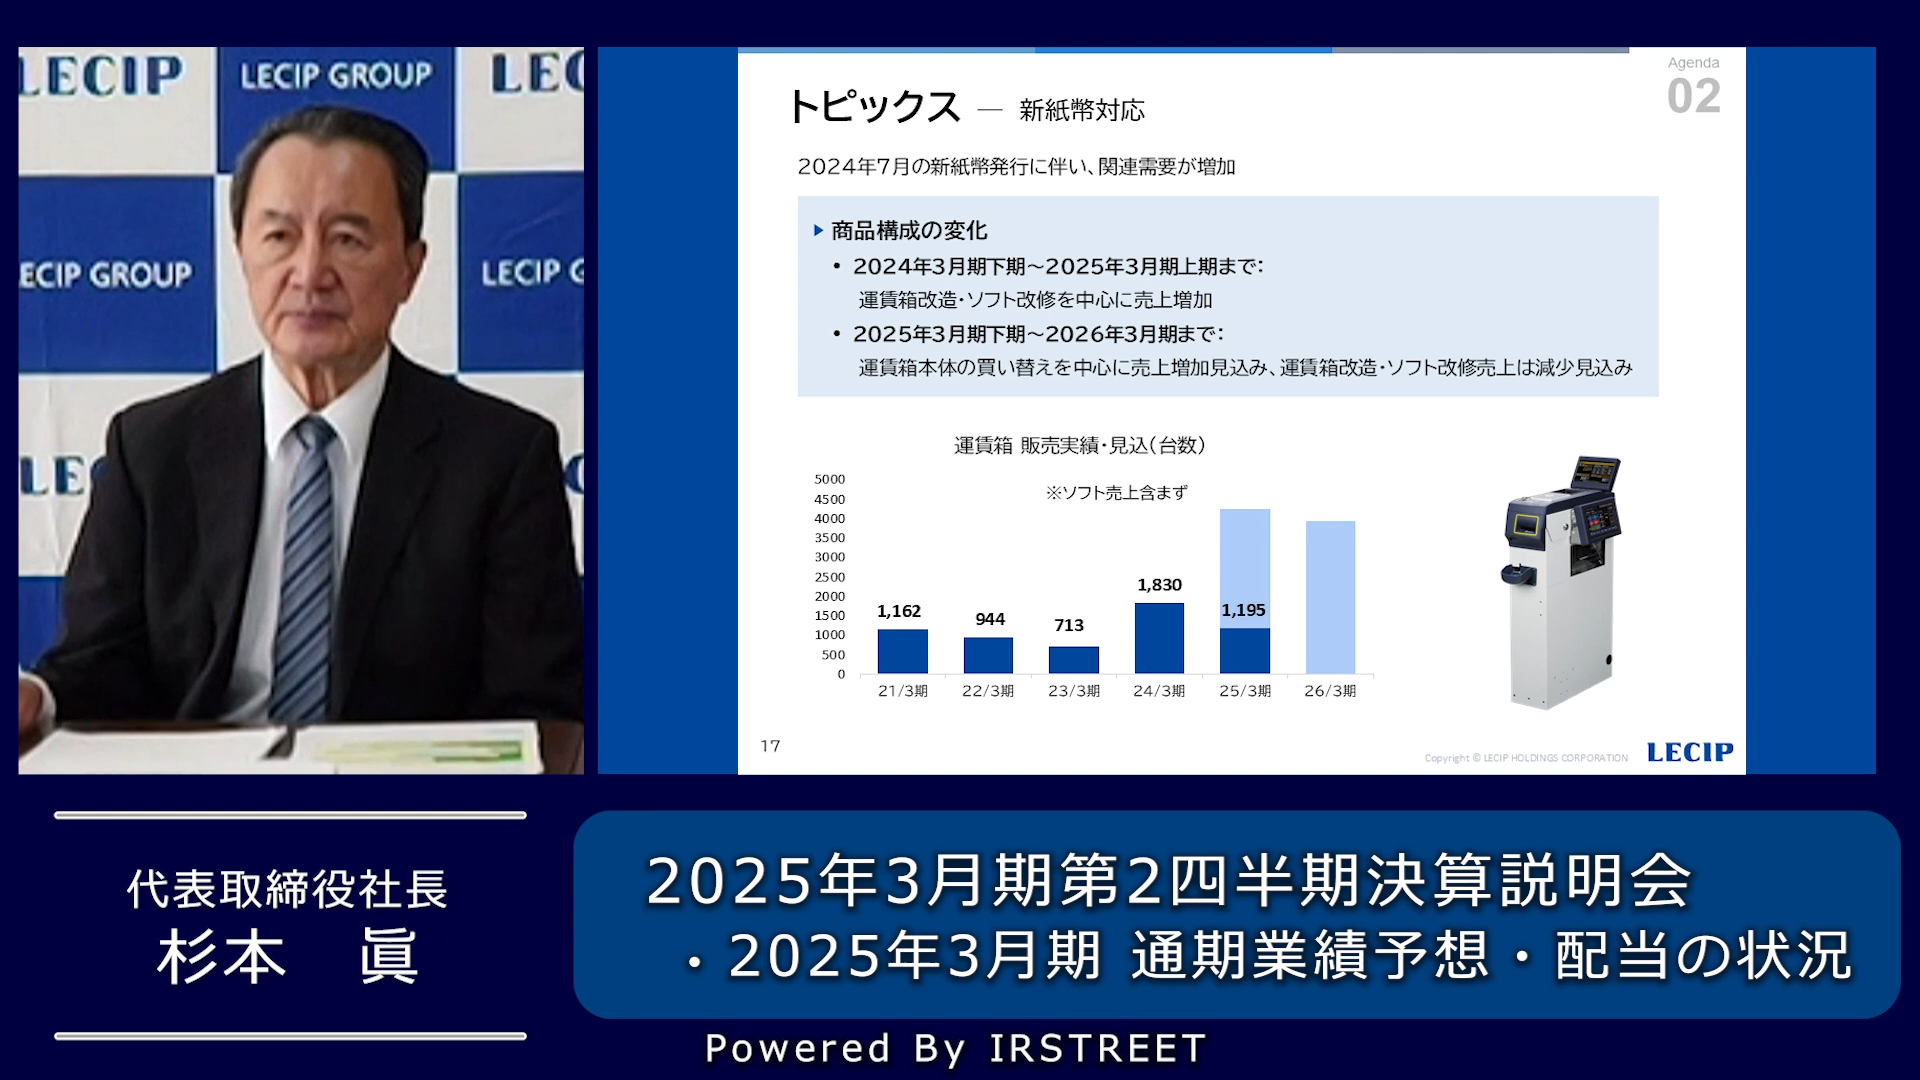 LECIP
LECIP GROUP
LEC
ECIP GROUP
LECIP G
LE
Agenda
02
トピックス ― 新紙幣対応
2024年7月の新紙幣発行に伴い、関連需要が増加
商品構成の変化
• 2024年3月期下期～2025年3月期上期まで：
運賃箱改造・ソフト改修を中心に売上増加
• 2025年3月期下期～2026年3月期まで：
運賃箱本体の買い替えを中心に売上増加見込み、運賃箱改造・ソフト改修売上は減少見込み
運賃箱 販売実績・見込（台数）
※ソフト売上含まず
5000
4500
4000
3500
3000
2500
2000
1500
1000
500
0
1,162
944
713
1,830
1,195
21/3期
22/3期
23/3期
24/3期
25/3期
26/3期
17
Copyright © LECIP HOLDINGS CORPORATION
LECIP
代表取締役社長
杉本　眞
2025年3月期第2四半期決算説明会
・2025年3月期 通期業績予想・配当の状況
Powered By IRSTREET